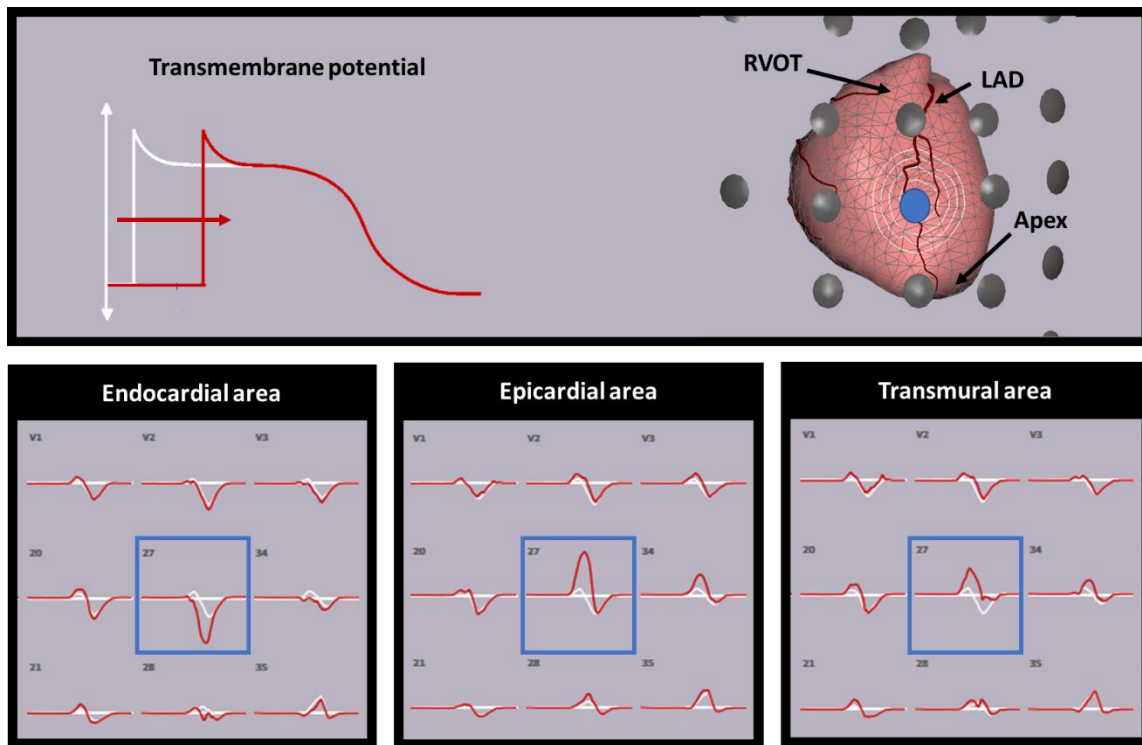 Transmembrane potential
RVOT
LAD
Apex
Endocardial area
V1 V2 V3
20 27 34
21 28 35
Epicardial area
V1 V2 V3
20 27 34
21 28 35
Transmural area
V1 V2 V3
20 27 34
21 28 35